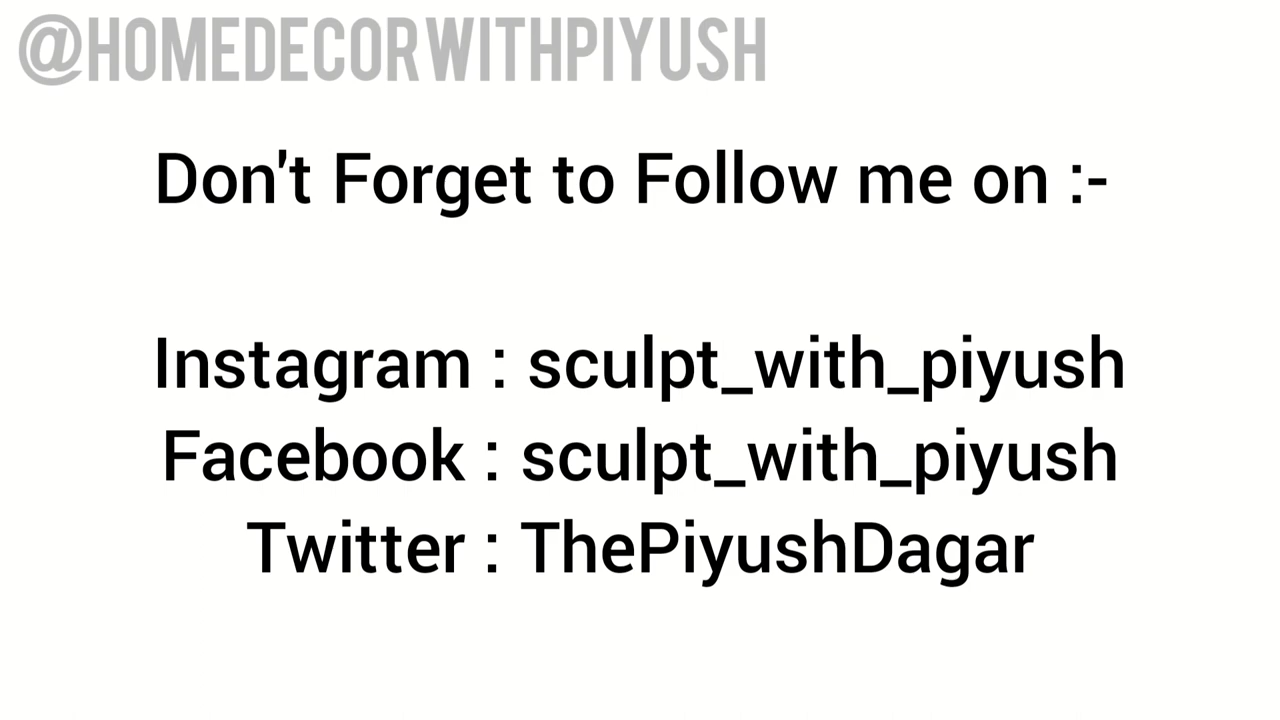 @HOMEDECORWITHPIYUSH
Don't Forget to Follow me on :-
Instagram : sculpt_with_piyush
Facebook : sculpt_with_piyush
Twitter : ThePiyushDagar